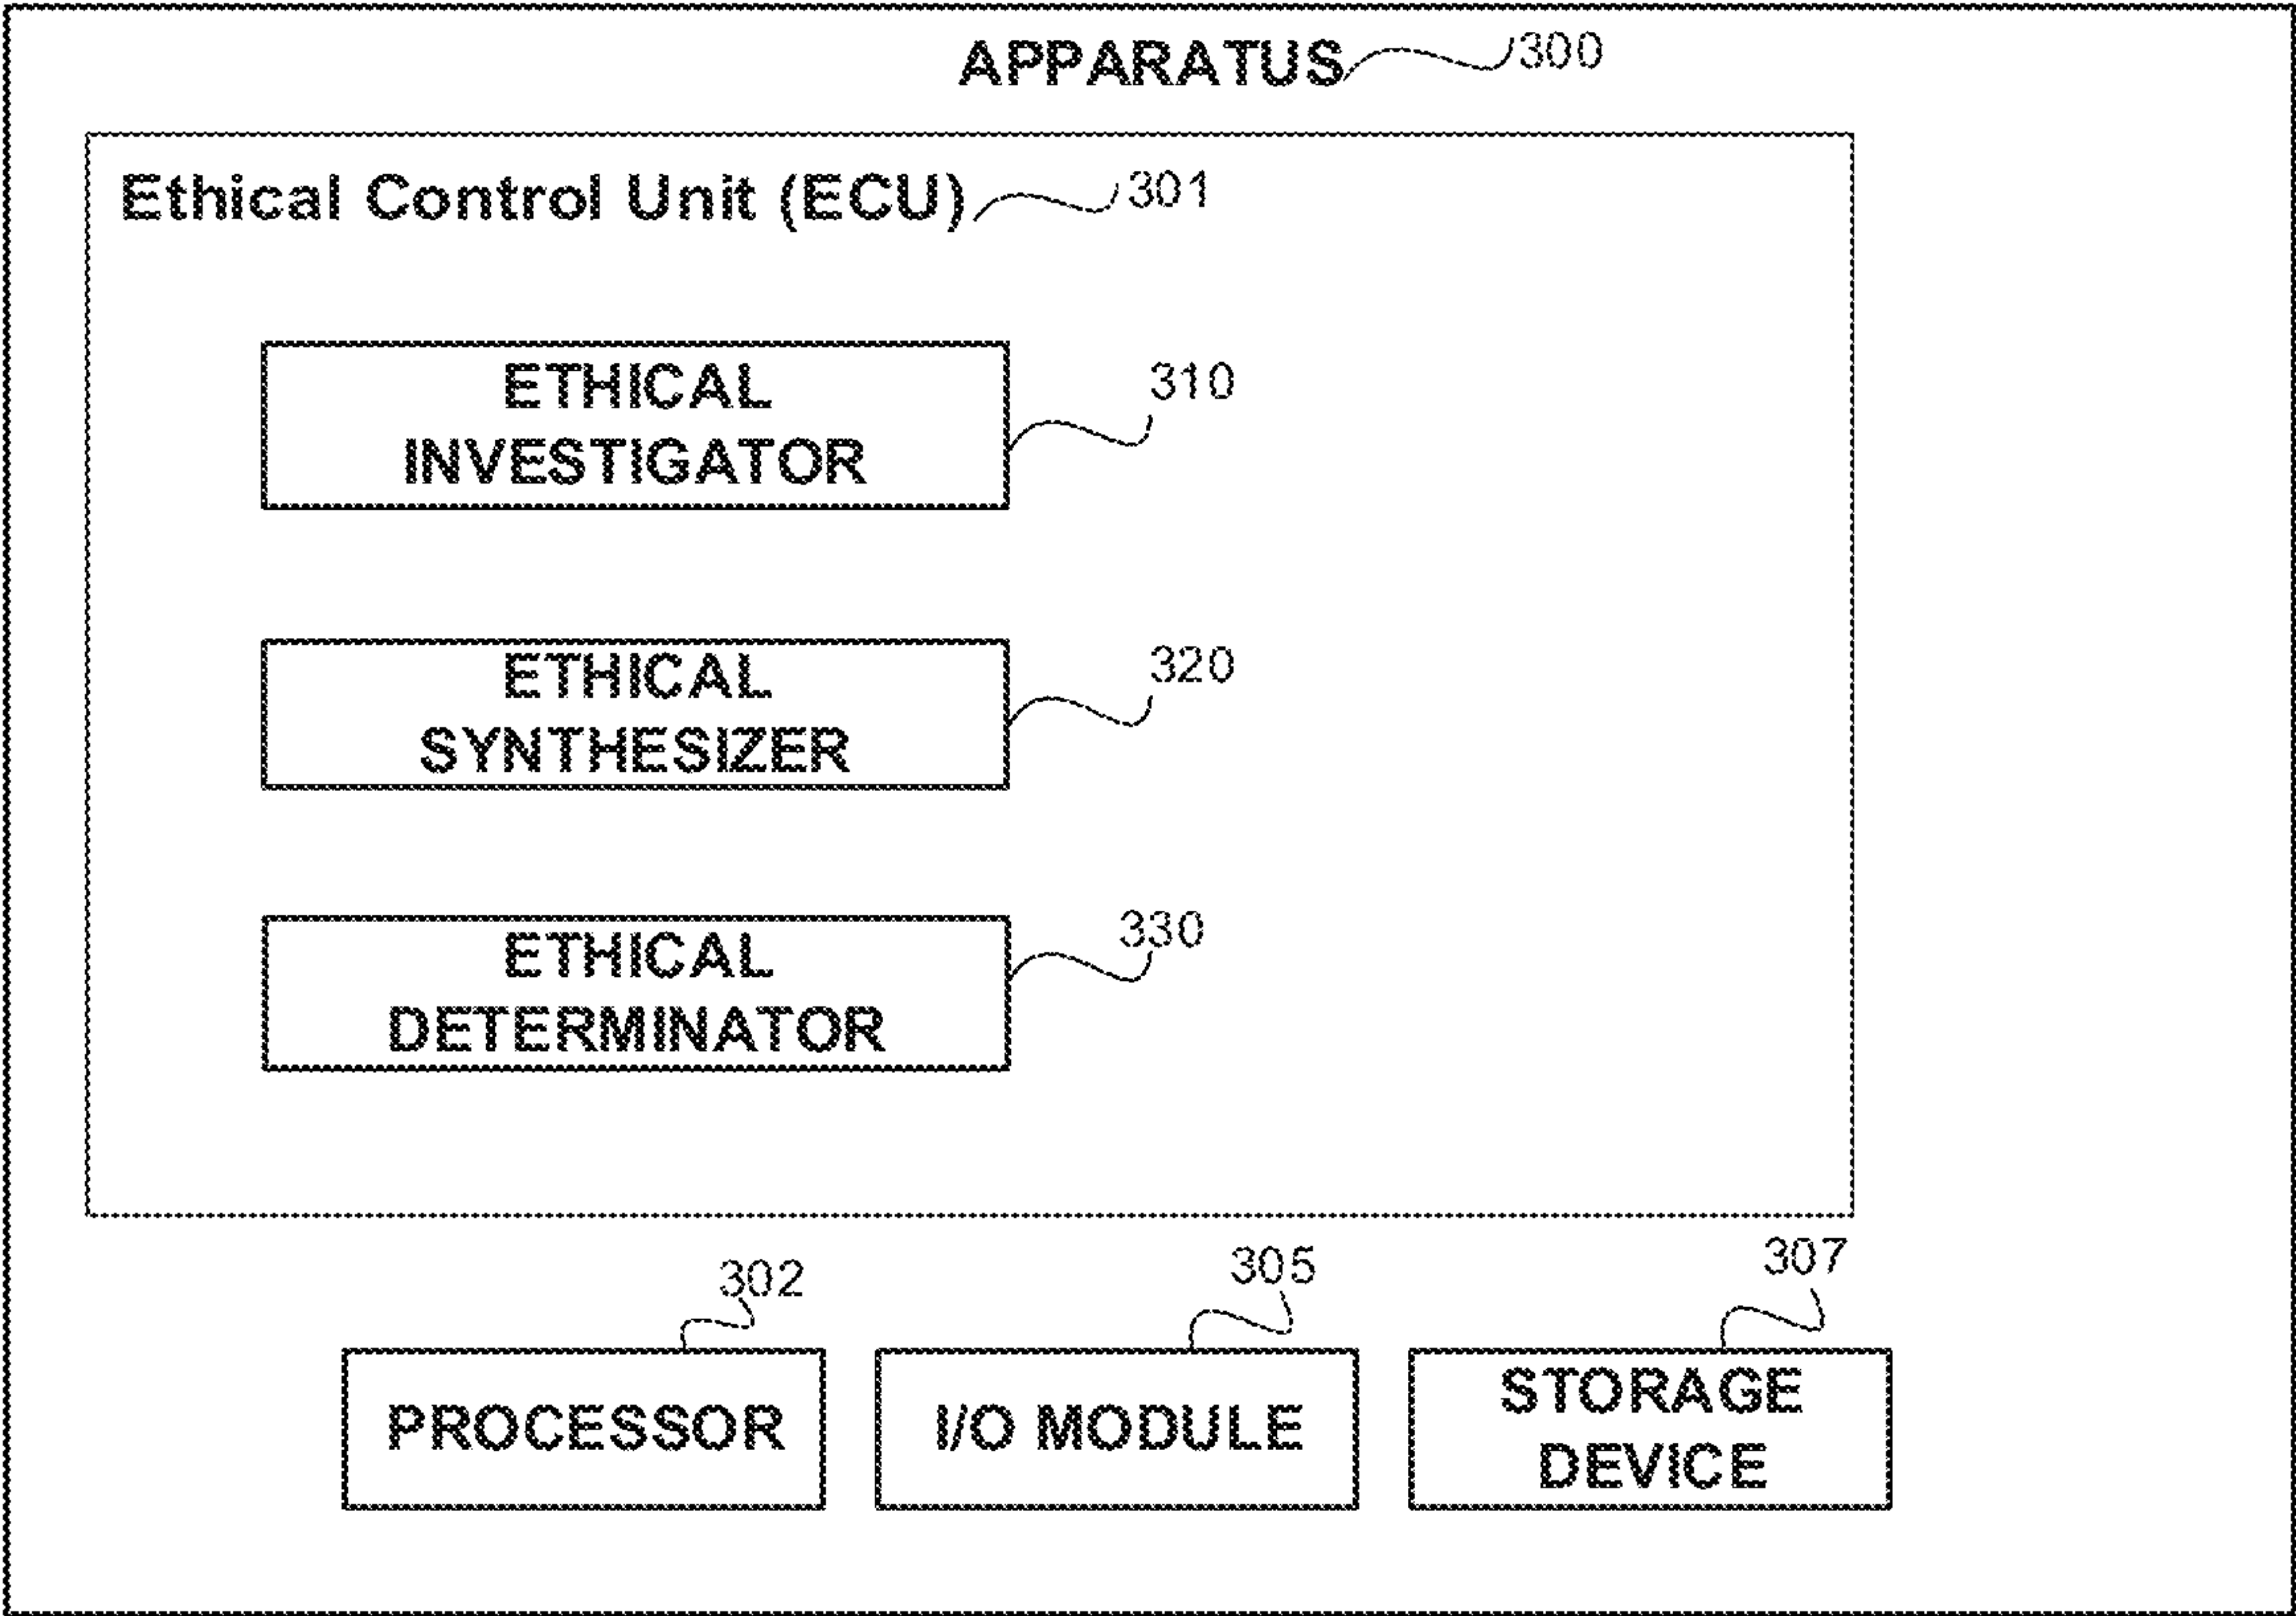 APPARATUS 300
Ethical Control Unit (ECU) 301
ETHICAL
INVESTIGATOR
310
ETHICAL
SYNTHESIZER
320
ETHICAL
DETERMINATOR
330
302
PROCESSOR
305
I/O MODULE
307
STORAGE
DEVICE